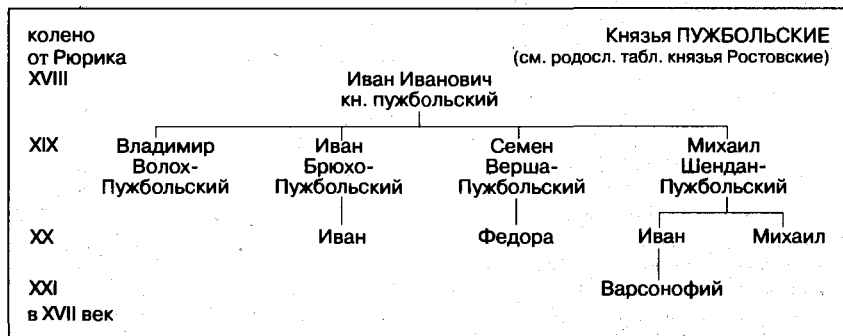 колено
от Рюрика
XVIII
Князья ПУЖБОЛЬСКИЕ
(см. родосл. табл. князья Ростовские)
Иван Иванович
кн. пужбольский
XIX
Владимир
Волох-
Пужбольский
Иван
Брюхо-
Пужбольский
Семен
Верша-
Пужбольский
Михаил
Шендан-
Пужбольский
XX
Иван
Федора
Иван
Михаил
XXI
в XVII век
Варсонофий